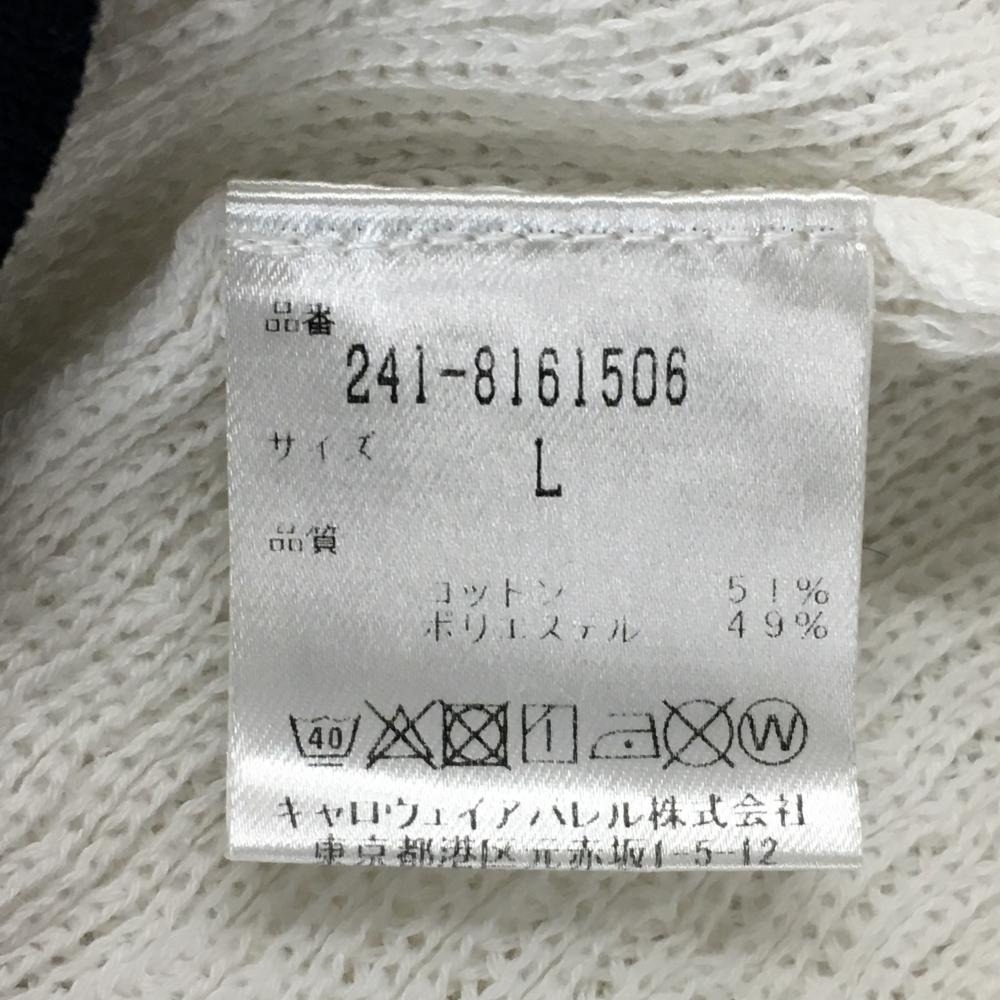 品番
241-8161506
サイズ L
品質
コットン 51%
ポリエステル 49%
40 W
キャロウェイアパレル株式会社
東京都港区元赤坂1-5-12